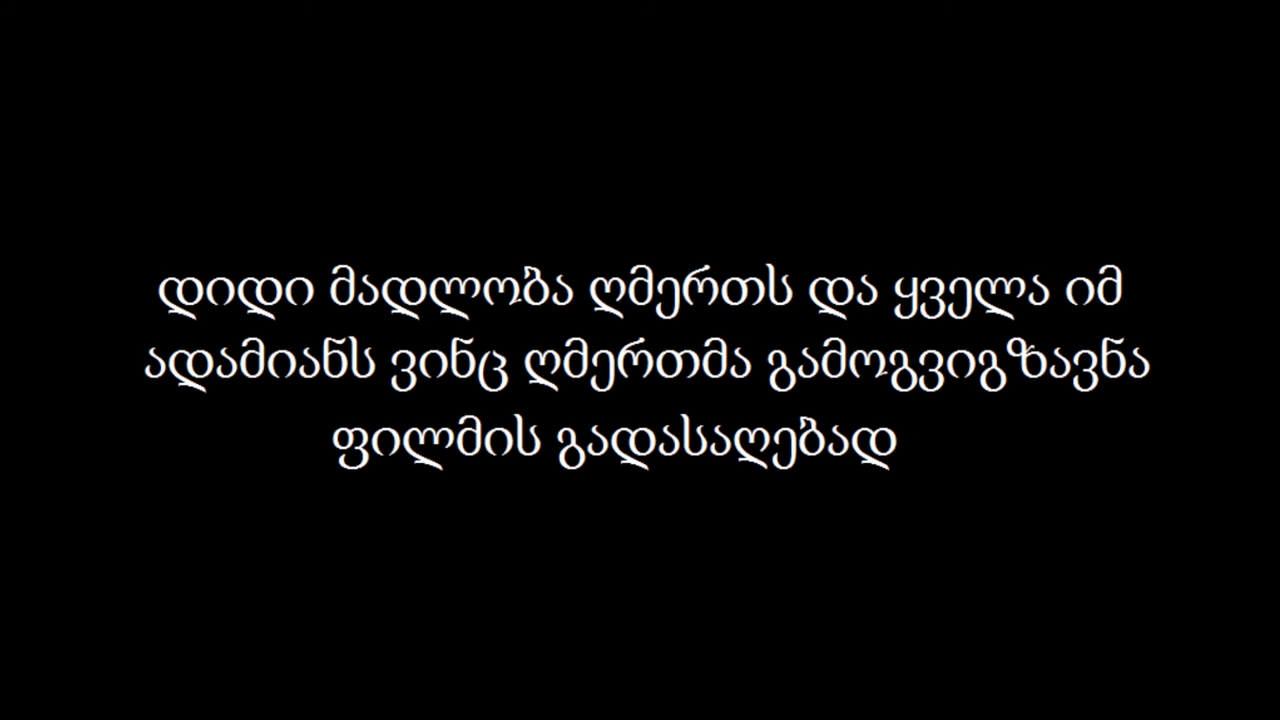 დიდი მადლობა ღმერთს და ყველა იმ
ადამიანს ვინც ღმერთმა გამოგვიგზავნა
ფილმის გადასაღებად